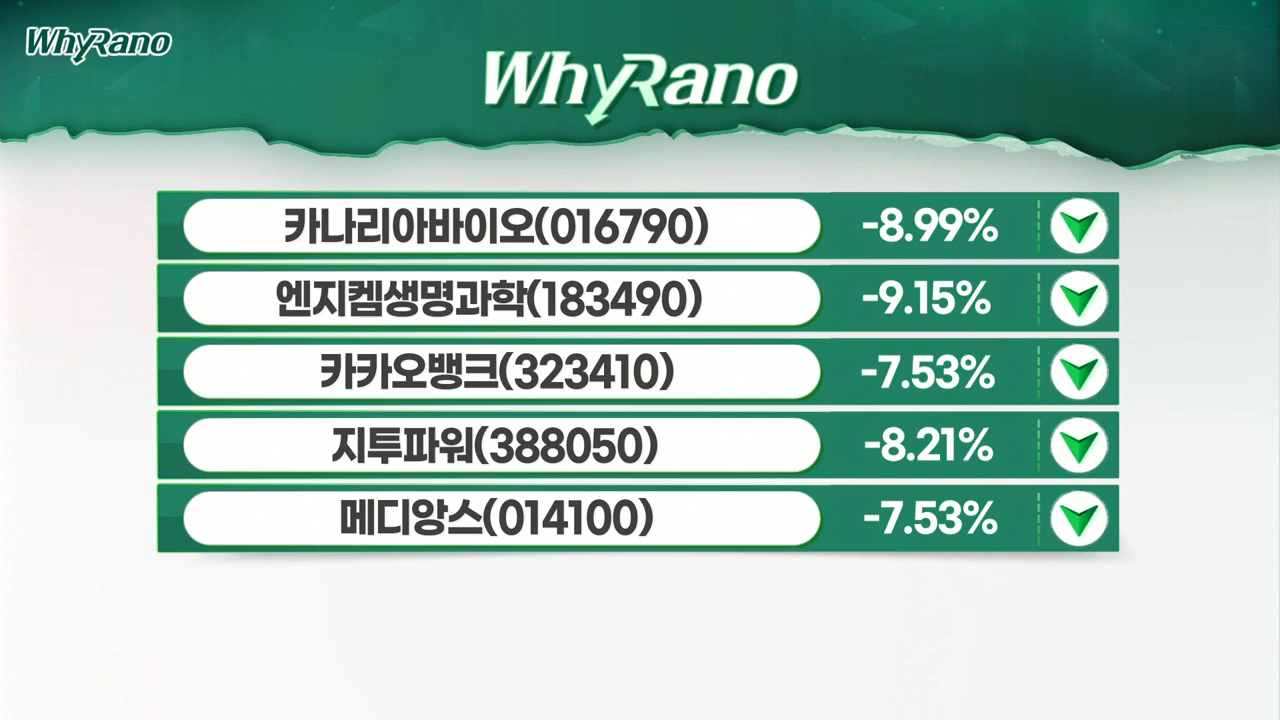 WhyRano
WhyRano
카나리아바이오(016790) -8.99%
엔지켐생명과학(183490) -9.15%
카카오뱅크(323410) -7.53%
지투파워(388050) -8.21%
메디앙스(014100) -7.53%